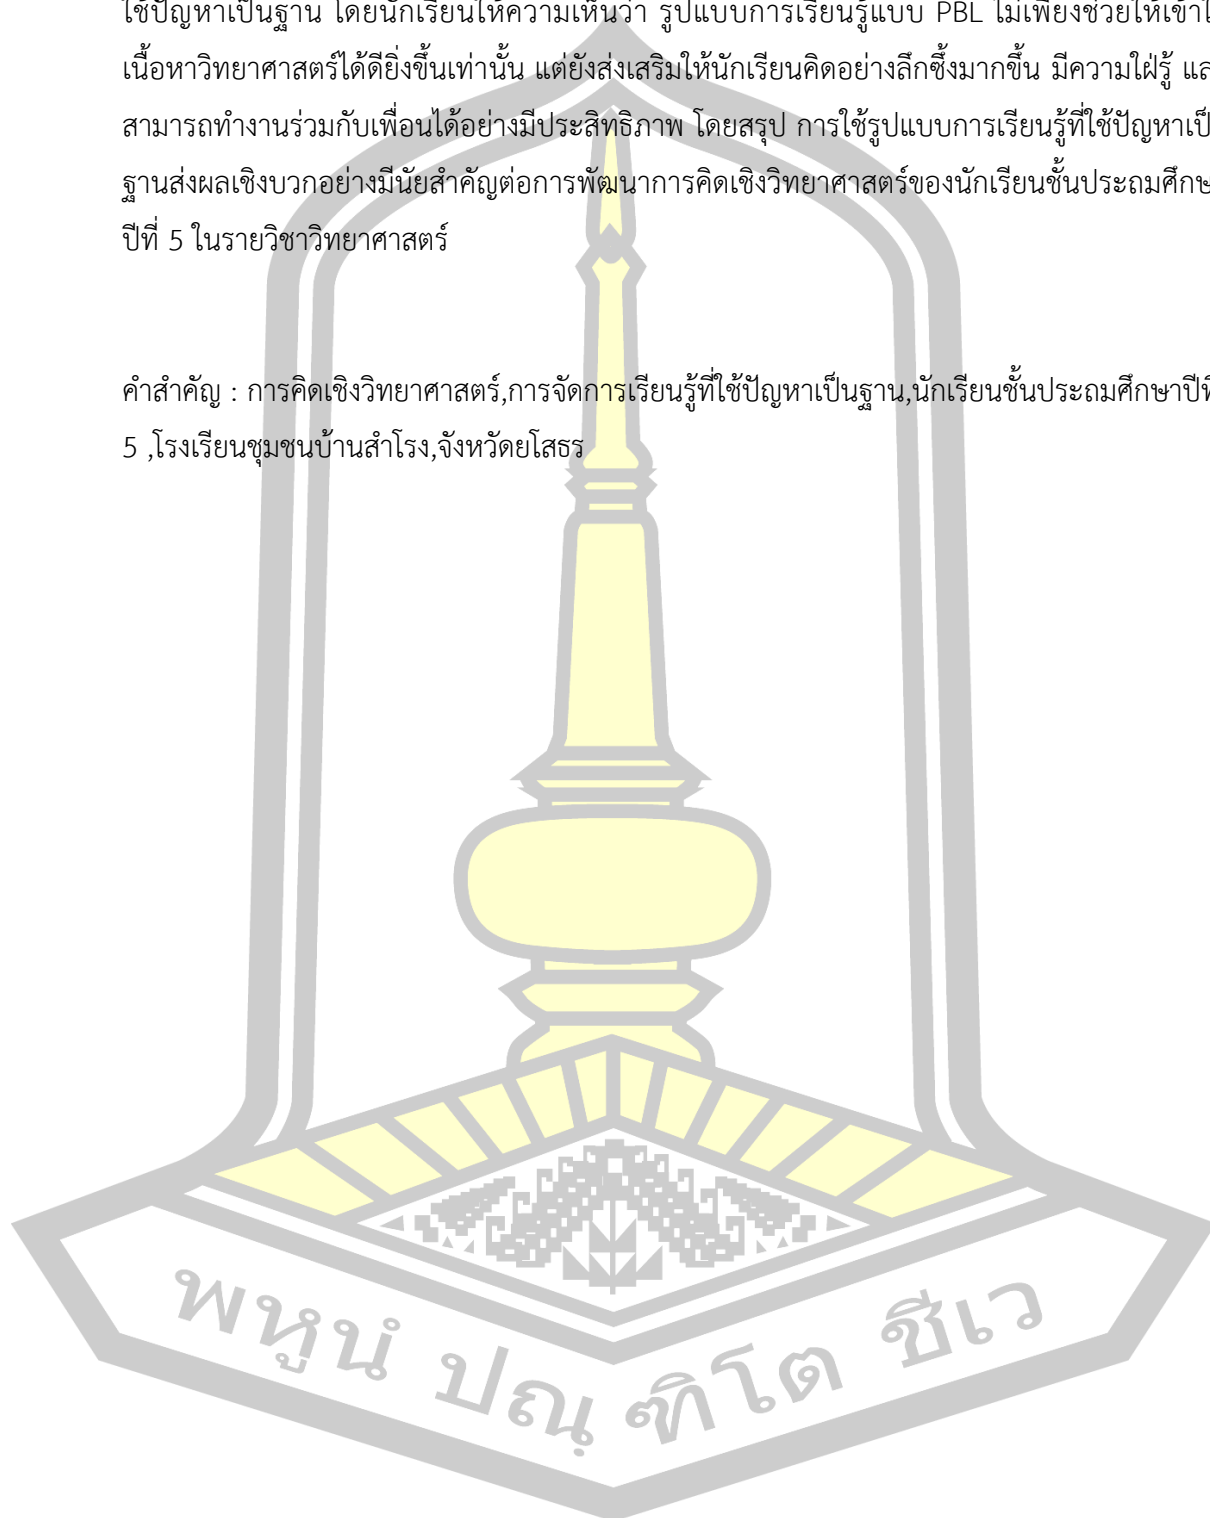 ใช้ปัญหาเป็นฐาน โดยนักเรียนให้ความเห็นว่า รูปแบบการเรียนรู้แบบ PBL ไม่เพียงช่วยให้เข้าใ
เนื้อหาวิทยาศาสตร์ได้ดียิ่งขึ้นเท่านั้น แต่ยังส่งเสริมให้นักเรียนคิดอย่างลึกซึ้งมากขึ้น มีความใฝ่รู้ แล
สามารถทำงานร่วมกับเพื่อนได้อย่างมีประสิทธิภาพ โดยสรุป การใช้รูปแบบการเรียนรู้ที่ใช้ปัญหาเป็
ฐานส่งผลเชิงบวกอย่างมีนัยสำคัญต่อการพัฒนาการคิดเชิงวิทยาศาสตร์ของนักเรียนชั้นประถมศึกษ
ปีที่ 5 ในรายวิชาวิทยาศาสตร์
คำสำคัญ : การคิดเชิงวิทยาศาสตร์,การจัดการเรียนรู้ที่ใช้ปัญหาเป็นฐาน,นักเรียนชั้นประถมศึกษาปีที่
5 ,โรงเรียนชุมชนบ้านสำโรง,จังหวัดยโสธร
พหูนํ ปณฺฑิโต ชีเว